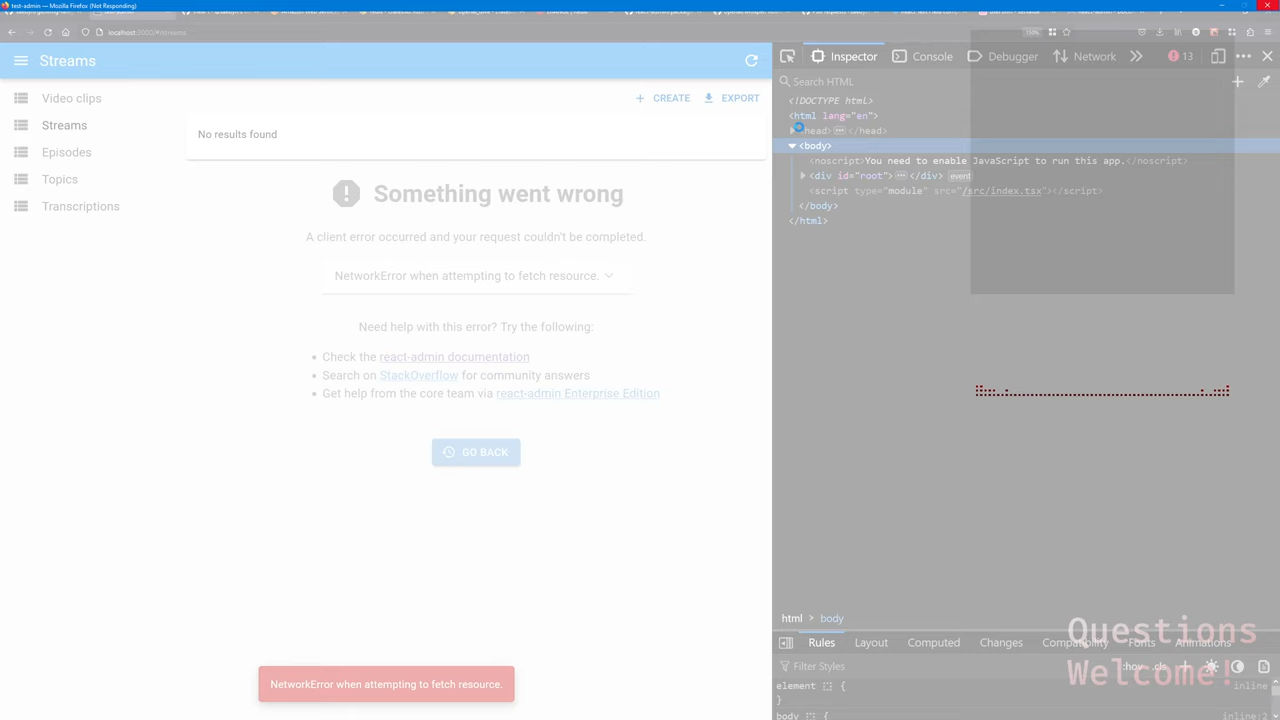 test-admin — Mozilla Firefox (Not Responding)
localhost:3000/#/streams
150%
Streams
Video clips
Streams
Episodes
Topics
Transcriptions
CREATE
EXPORT
No results found
Something went wrong
A client error occurred and your request couldn't be completed.
NetworkError when attempting to fetch resource.
Need help with this error? Try the following:
Check the react-admin documentation
Search on StackOverflow for community answers
Get help from the core team via react-admin Enterprise Edition
GO BACK
NetworkError when attempting to fetch resource.
Inspector
Console
Debugger
Network
13
Search HTML
<!DOCTYPE html>
<html lang="en">
<head> </head>
<body>
<noscript>You need to enable JavaScript to run this app.</noscript>
<div id="root"> </div> event
<script type="module" src="/src/index.tsx"></script>
</body>
</html>
html > body
Rules
Layout
Computed
Changes
Compatibility
Fonts
Animations
Filter Styles
:hov .cls
element {
inline
}
body {
inline:2
Questions
Welcome!